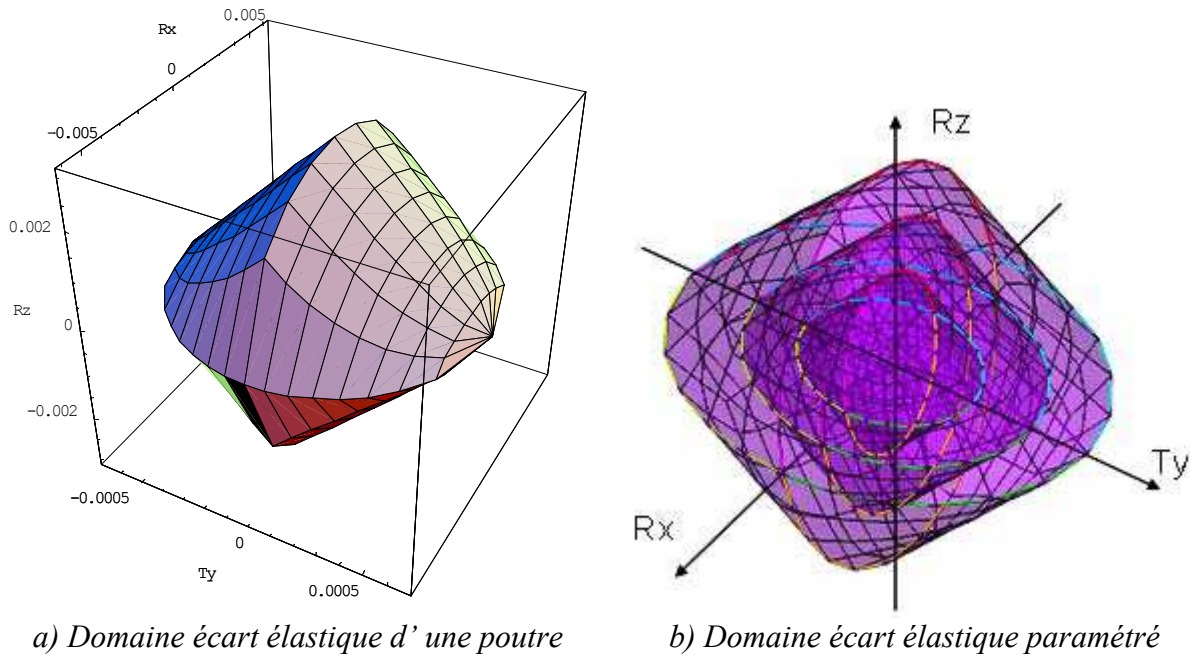 Rx
0.005
0
-0.005
0.002
Rz
0
-0.002
-0.0005
0
Ty
0.0005
a) Domaine écart élastique d' une poutre
Rz
Ty
Rx
b) Domaine écart élastique paramétré